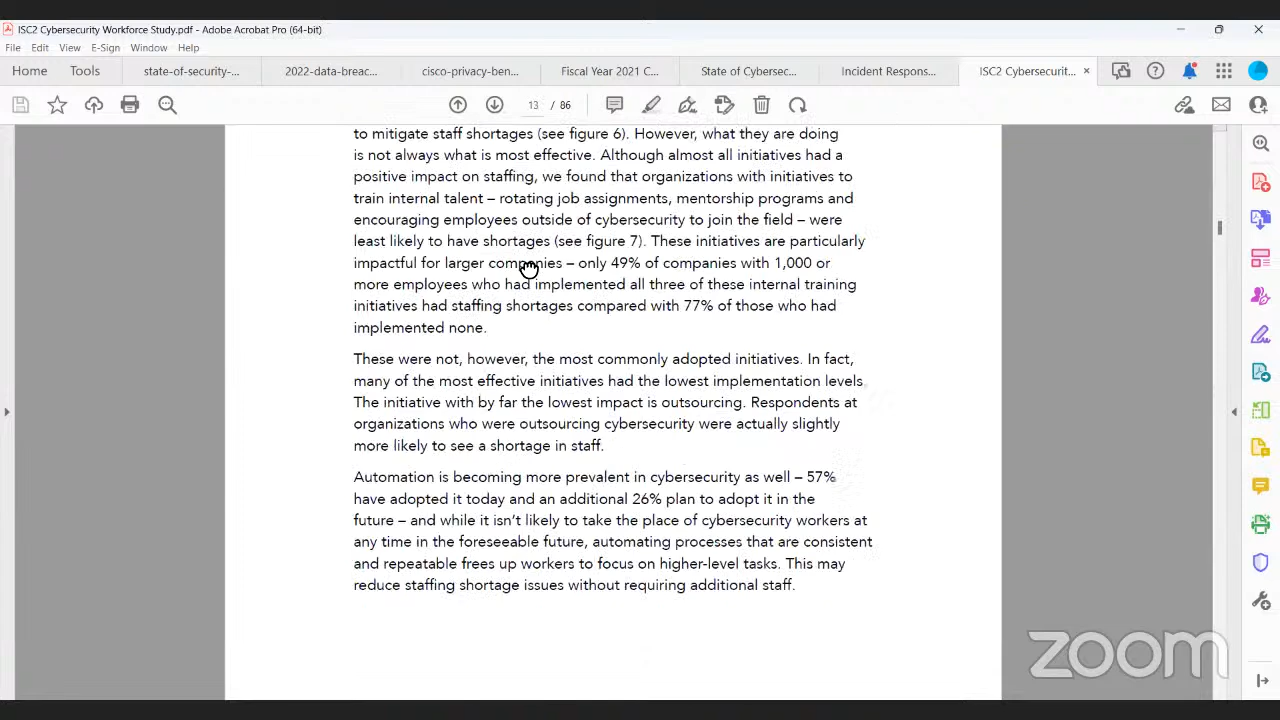 ISC2 Cybersecurity Workforce Study.pdf - Adobe Acrobat Pro (64-bit)
File Edit View E-Sign Window Help
Home Tools state-of-security-... 2022-data-breac... cisco-privacy-ben... Fiscal Year 2021 C... State of Cybersec... Incident Respons... ISC2 Cybersecurit... ×
13 / 86
to mitigate staff shortages (see figure 6). However, what they are doing
is not always what is most effective. Although almost all initiatives had a
positive impact on staffing, we found that organizations with initiatives to
train internal talent – rotating job assignments, mentorship programs and
encouraging employees outside of cybersecurity to join the field – were
least likely to have shortages (see figure 7). These initiatives are particularly
impactful for larger companies – only 49% of companies with 1,000 or
more employees who had implemented all three of these internal training
initiatives had staffing shortages compared with 77% of those who had
implemented none.
These were not, however, the most commonly adopted initiatives. In fact,
many of the most effective initiatives had the lowest implementation levels.
The initiative with by far the lowest impact is outsourcing. Respondents at
organizations who were outsourcing cybersecurity were actually slightly
more likely to see a shortage in staff.
Automation is becoming more prevalent in cybersecurity as well – 57%
have adopted it today and an additional 26% plan to adopt it in the
future – and while it isn’t likely to take the place of cybersecurity workers at
any time in the foreseeable future, automating processes that are consistent
and repeatable frees up workers to focus on higher-level tasks. This may
reduce staffing shortage issues without requiring additional staff.
zoom